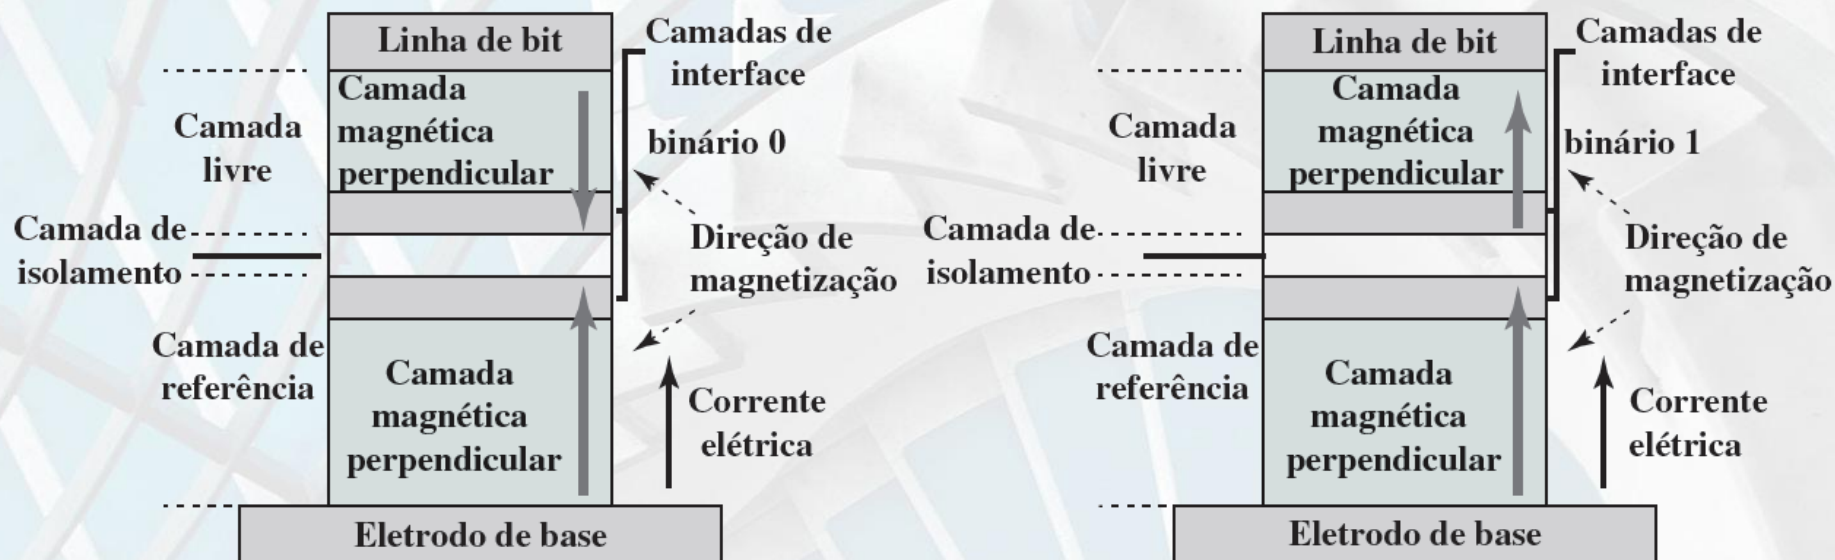 Linha de bit
Camadas de
interface
Camada
magnética
perpendicular
Camada
livre
binário 0
Camada de
isolamento
Direção de
magnetização
Camada de
referência
Camada
magnética
perpendicular
Corrente
elétrica
Eletrodo de base
Linha de bit
Camadas de
interface
Camada
magnética
perpendicular
Camada
livre
binário 1
Camada de
isolamento
Direção de
magnetização
Camada de
referência
Camada
magnética
perpendicular
Corrente
elétrica
Eletrodo de base